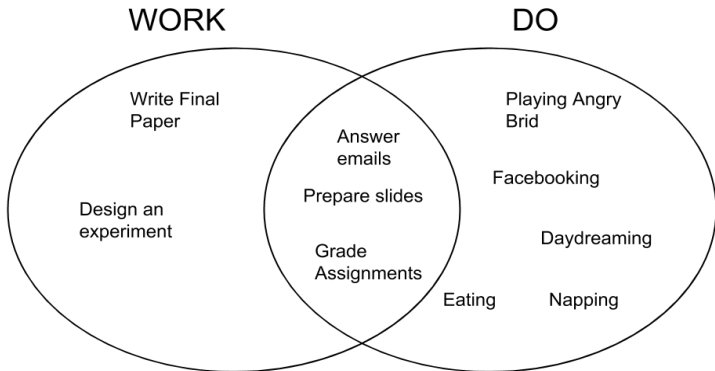 WORK
DO
Write Final
Paper
Playing Angry
Brid
Answer
emails
Facebooking
Prepare slides
Design an
experiment
Daydreaming
Grade
Assignments
Eating
Napping